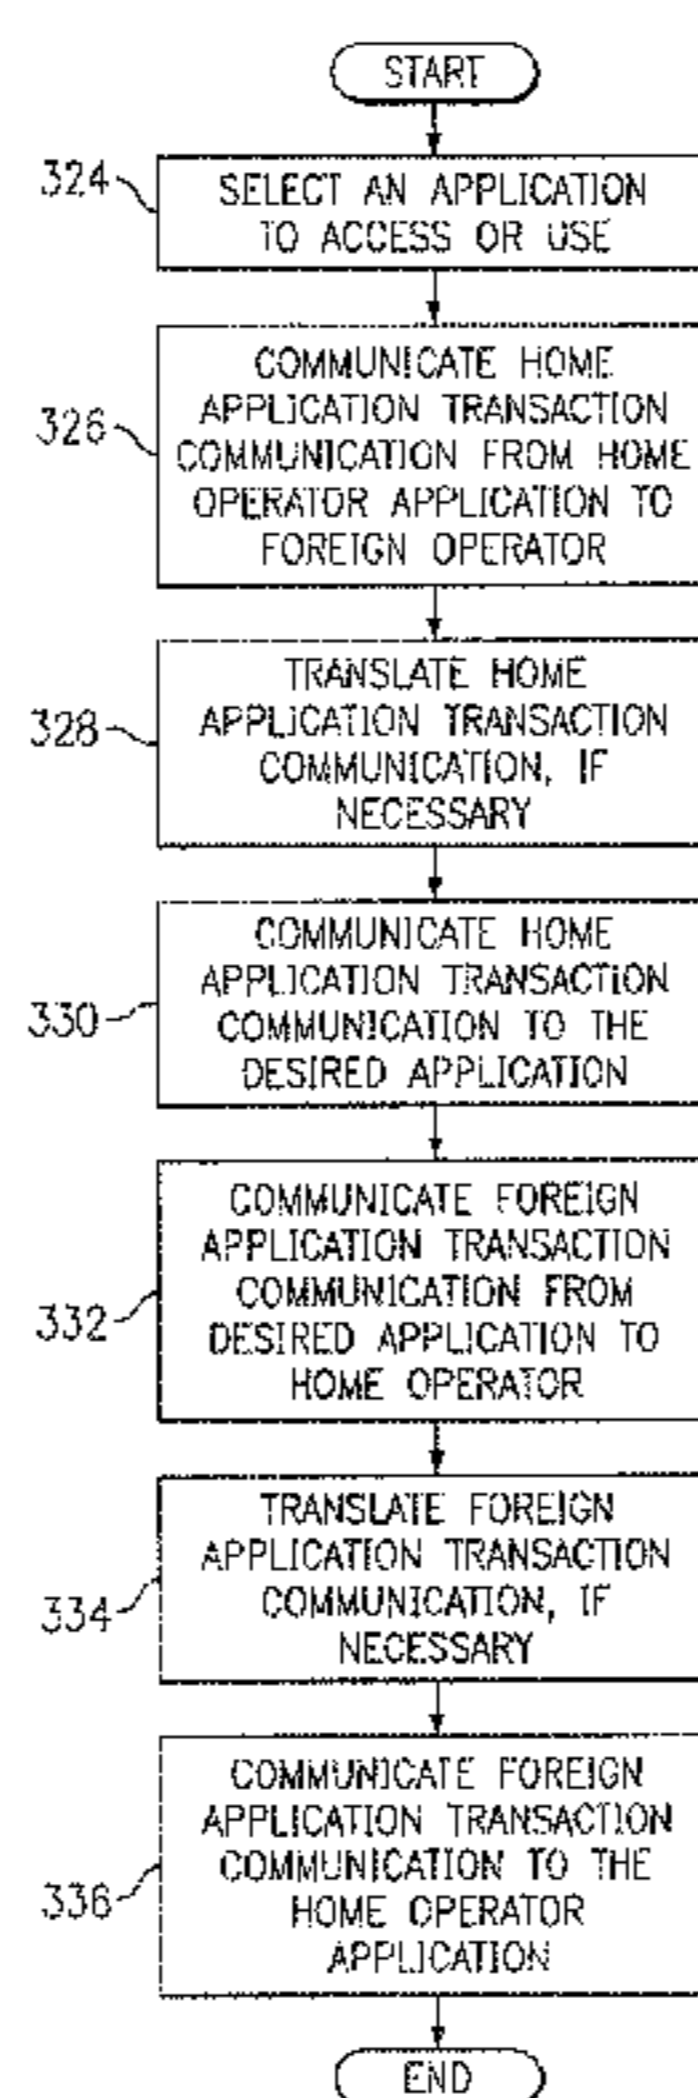 START
324
SELECT AN APPLICATION
TO ACCESS OR USE
326
COMMUNICATE HOME
APPLICATION TRANSACTION
COMMUNICATION FROM HOME
OPERATOR APPLICATION TO
FOREIGN OPERATOR
328
TRANSLATE HOME
APPLICATION TRANSACTION
COMMUNICATION, IF
NECESSARY
330
COMMUNICATE HOME
APPLICATION TRANSACTION
COMMUNICATION TO THE
DESIRED APPLICATION
332
COMMUNICATE FOREIGN
APPLICATION TRANSACTION
COMMUNICATION FROM
DESIRED APPLICATION TO
HOME OPERATOR
334
TRANSLATE FOREIGN
APPLICATION TRANSACTION
COMMUNICATION, IF
NECESSARY
336
COMMUNICATE FOREIGN
APPLICATION TRANSACTION
COMMUNICATION TO THE
HOME OPERATOR
APPLICATION
END